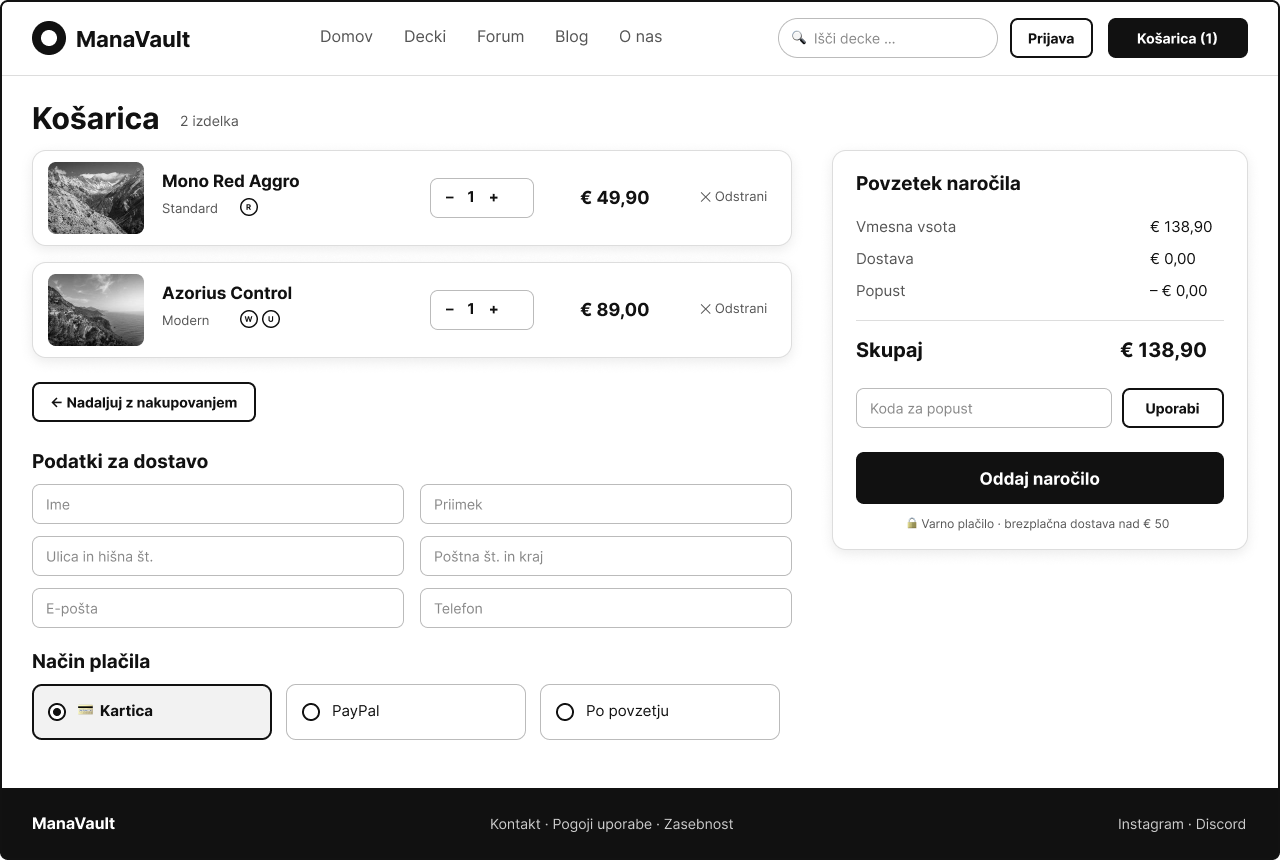 ManaVault
Domov Decki Forum Blog O nas
Išči decke ...
Prijava
Košarica (1)
Košarica 2 izdelka
Mono Red Aggro
Standard R
– 1 +
€ 49,90
Odstrani
Azorius Control
Modern W U
– 1 +
€ 89,00
Odstrani
← Nadaljuj z nakupovanjem
Podatki za dostavo
Ime Priimek
Ulica in hišna št. Poštna št. in kraj
E-pošta Telefon
Način plačila
Kartica PayPal Po povzetju
Povzetek naročila
Vmesna vsota € 138,90
Dostava € 0,00
Popust – € 0,00
Skupaj € 138,90
Koda za popust Uporabi
Oddaj naročilo
Varno plačilo · brezplačna dostava nad € 50
ManaVault Kontakt · Pogoji uporabe · Zasebnost Instagram · Discord